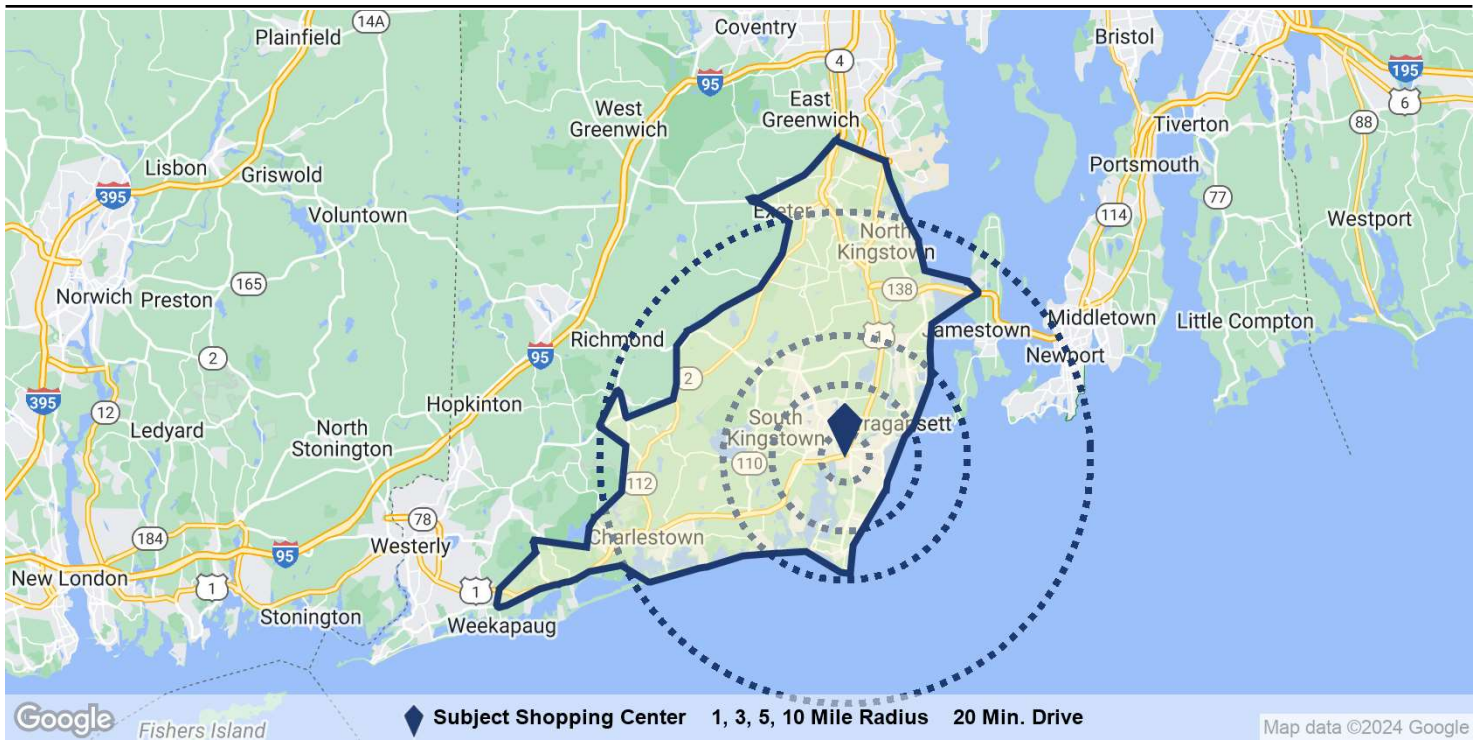 14A
Coventry
Bristol
Plainfield
4
95
195
6
West
Greenwich
East
Greenwich
Tiverton
88
Lisbon
Griswold
Portsmouth
395
Voluntown
Exeter
114
77
Westport
North
Kingstown
165
138
Norwich
Preston
Middletown
Little Compton
Richmond
1
Jamestown
Newport
2
95
2
395
12
Hopkinton
South
Kingstown
Ledyard
North
Stonington
110
112
78
184
Westerly
Charlestown
95
New London
1
1
Stonington
Weekapaug
Google
Fishers Island
Subject Shopping Center 1, 3, 5, 10 Mile Radius 20 Min. Drive
Map data ©2024 Google